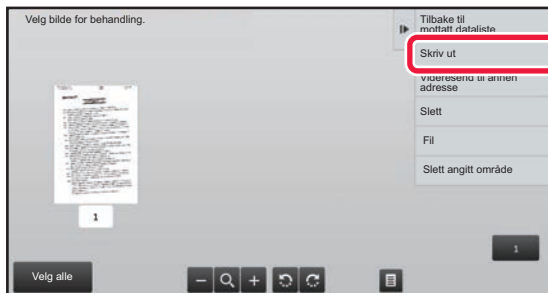 Velg bilde for behandling.
Tilbake til
mottatt dataliste
Skriv ut
Videresend til annen
adresse
Slett
Fil
Slett angitt område
1
1
Velg alle